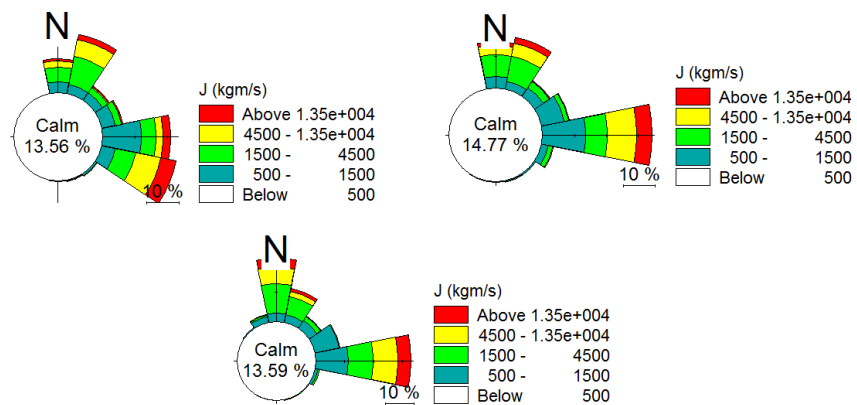 N
J (kgm/s)
Calm
13.56 %
Above 1.35e+004
4500 - 1.35e+004
1500 - 4500
500 - 1500
Below 500
10 %
N
J (kgm/s)
Calm
14.77 %
Above 1.35e+004
4500 - 1.35e+004
1500 - 4500
500 - 1500
Below 500
10 %
N
J (kgm/s)
Calm
13.59 %
Above 1.35e+004
4500 - 1.35e+004
1500 - 4500
500 - 1500
Below 500
10 %